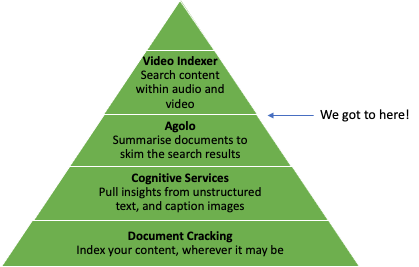 Video Indexer
Search content
within audio and
video
We got to here!
Agolo
Summarise documents to
skim the search results
Cognitive Services
Pull insights from unstructured
text, and caption images
Document Cracking
Index your content, wherever it may be